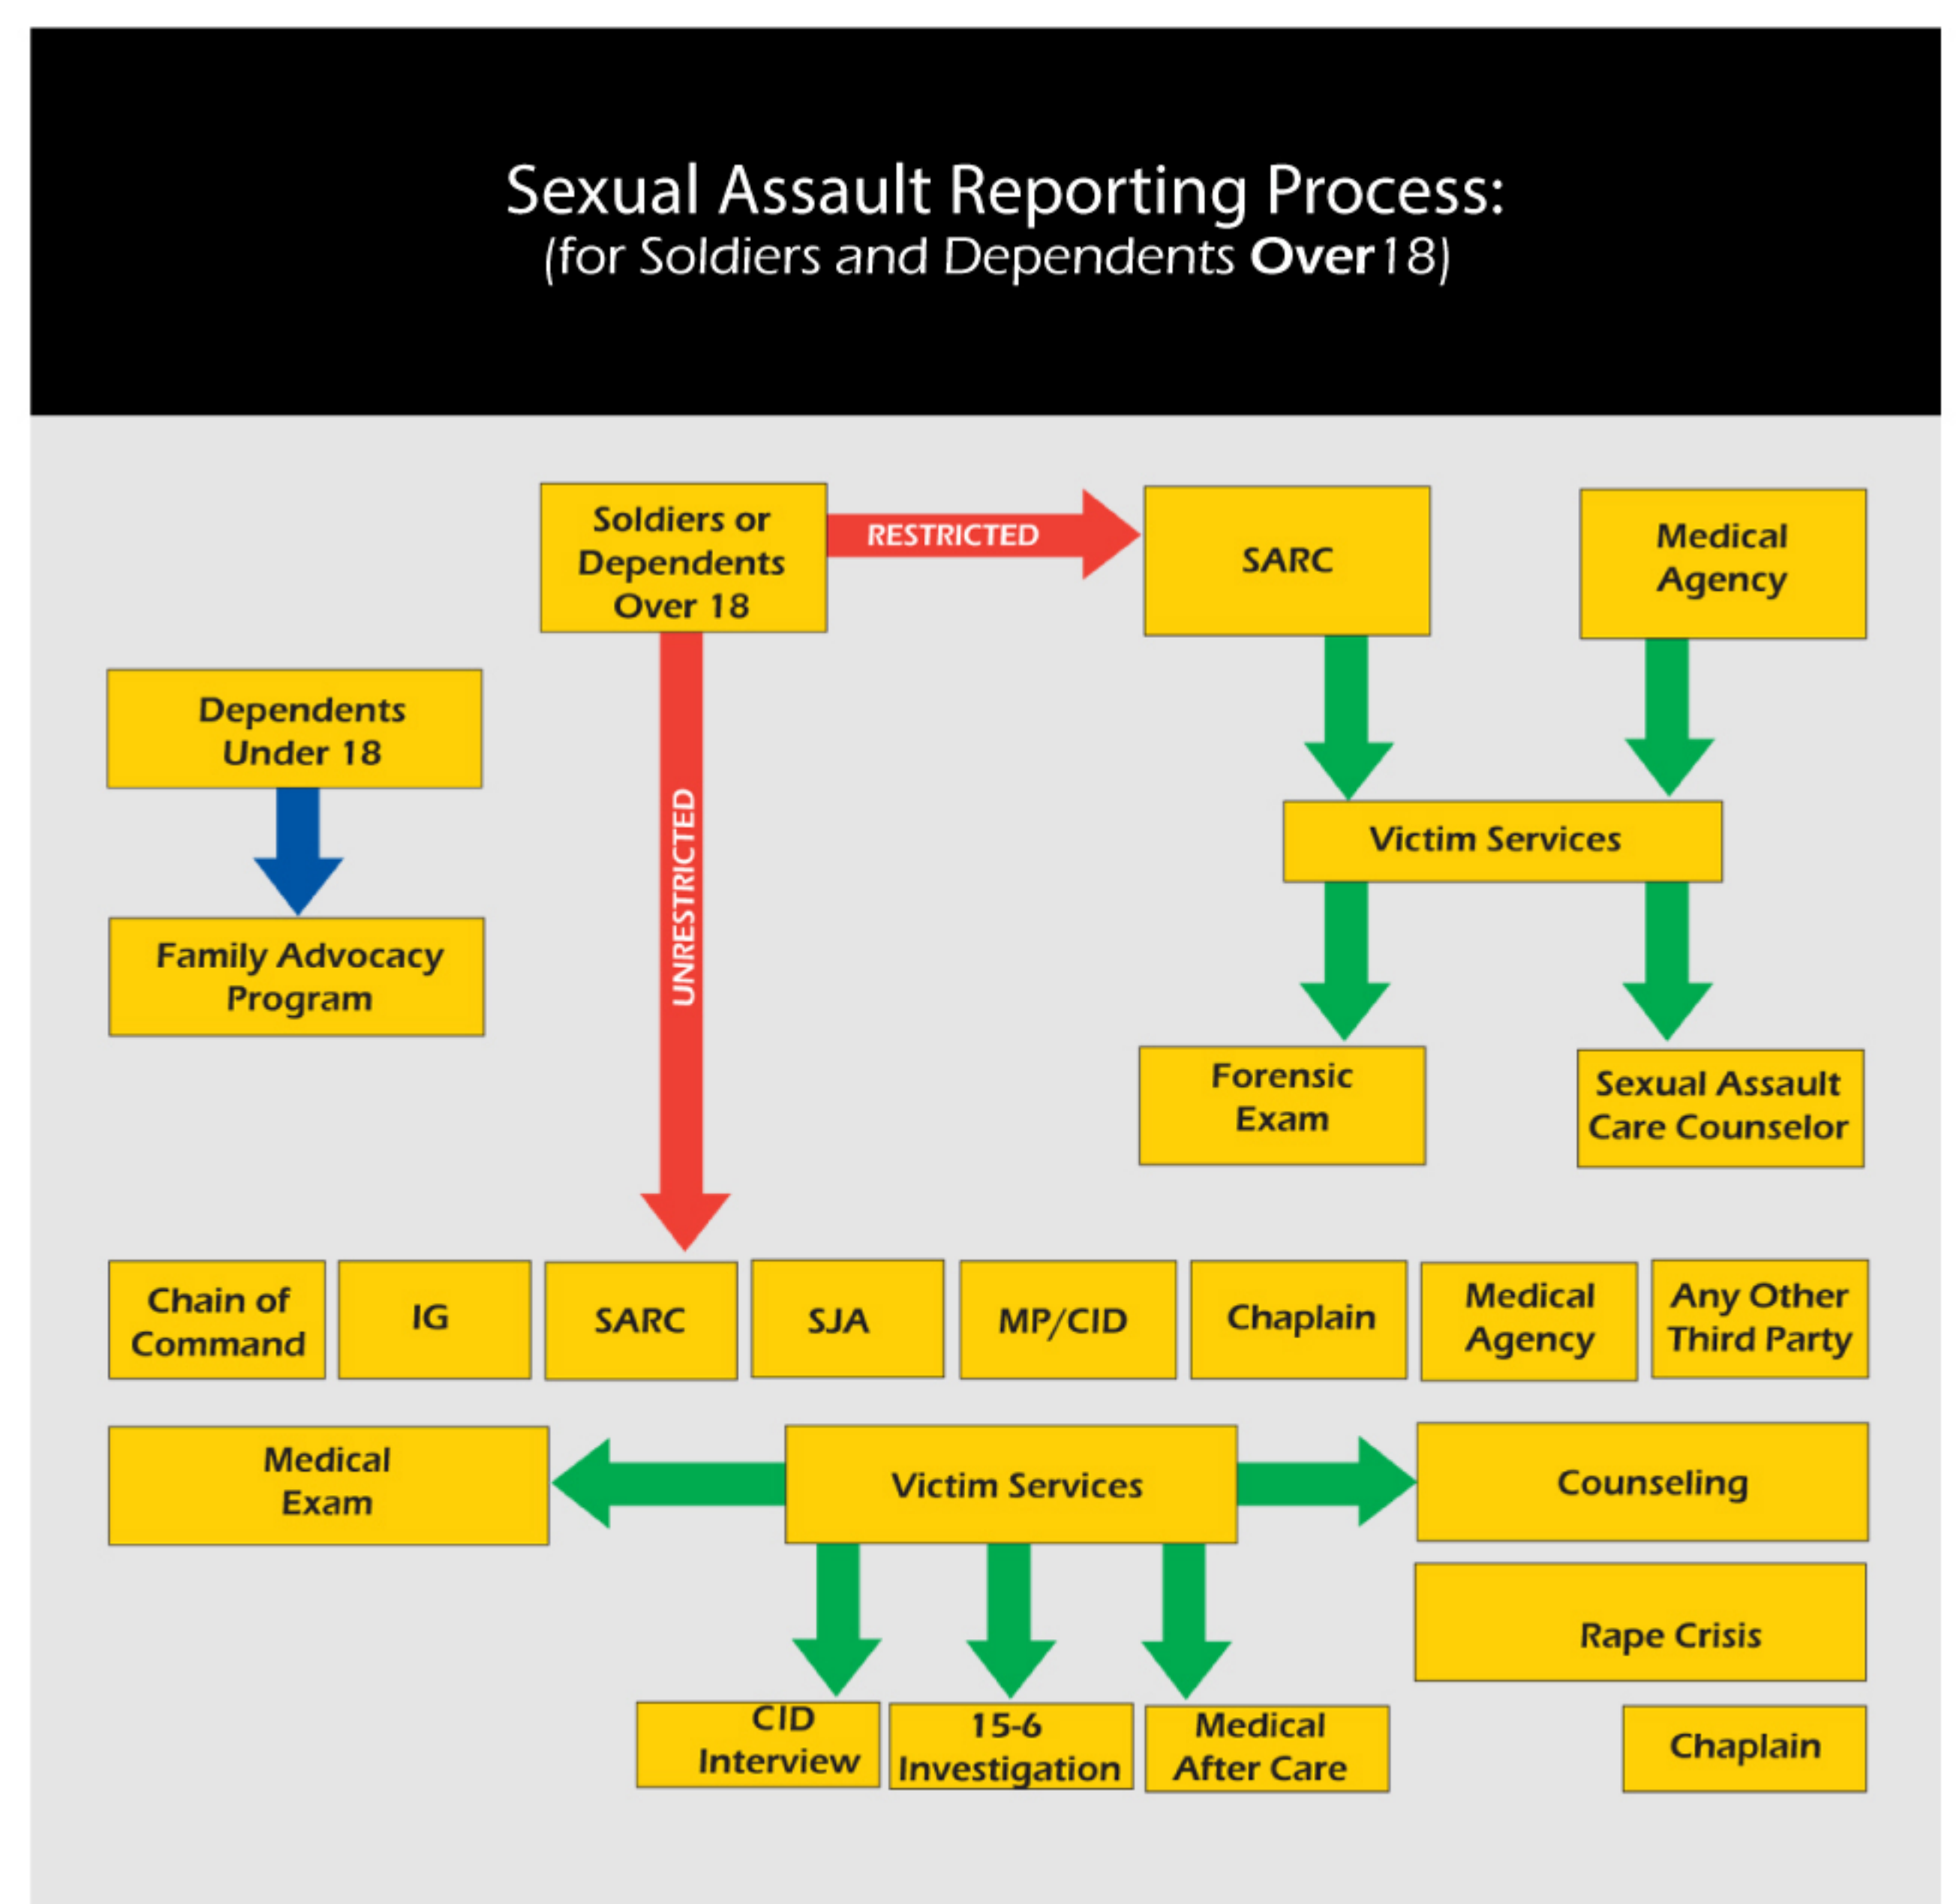 Sexual Assault Reporting Process:
(for Soldiers and Dependents Over 18)
Soldiers or
Dependents
Over 18
RESTRICTED
SARC
Medical
Agency
Dependents
Under 18
UNRESTRICTED
Victim Services
Family Advocacy
Program
Forensic
Exam
Sexual Assault
Care Counselor
Chain of
Command
IG
SARC
SJA
MP/CID
Chaplain
Medical
Agency
Any Other
Third Party
Medical
Exam
Victim Services
Counseling
Rape Crisis
CID
Interview
15-6
Investigation
Medical
After Care
Chaplain